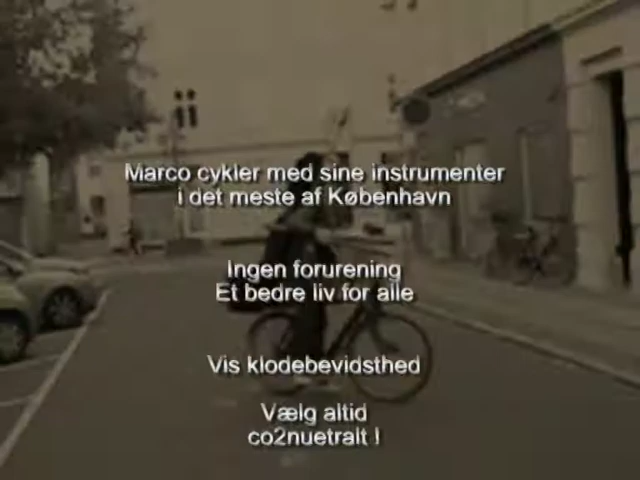 Marco cykler med sine instrumenter
i det meste af København
Ingen forurening
Et bedre liv for alle
Vis klodebevidsthed
Vælg altid
co2nuetralt !